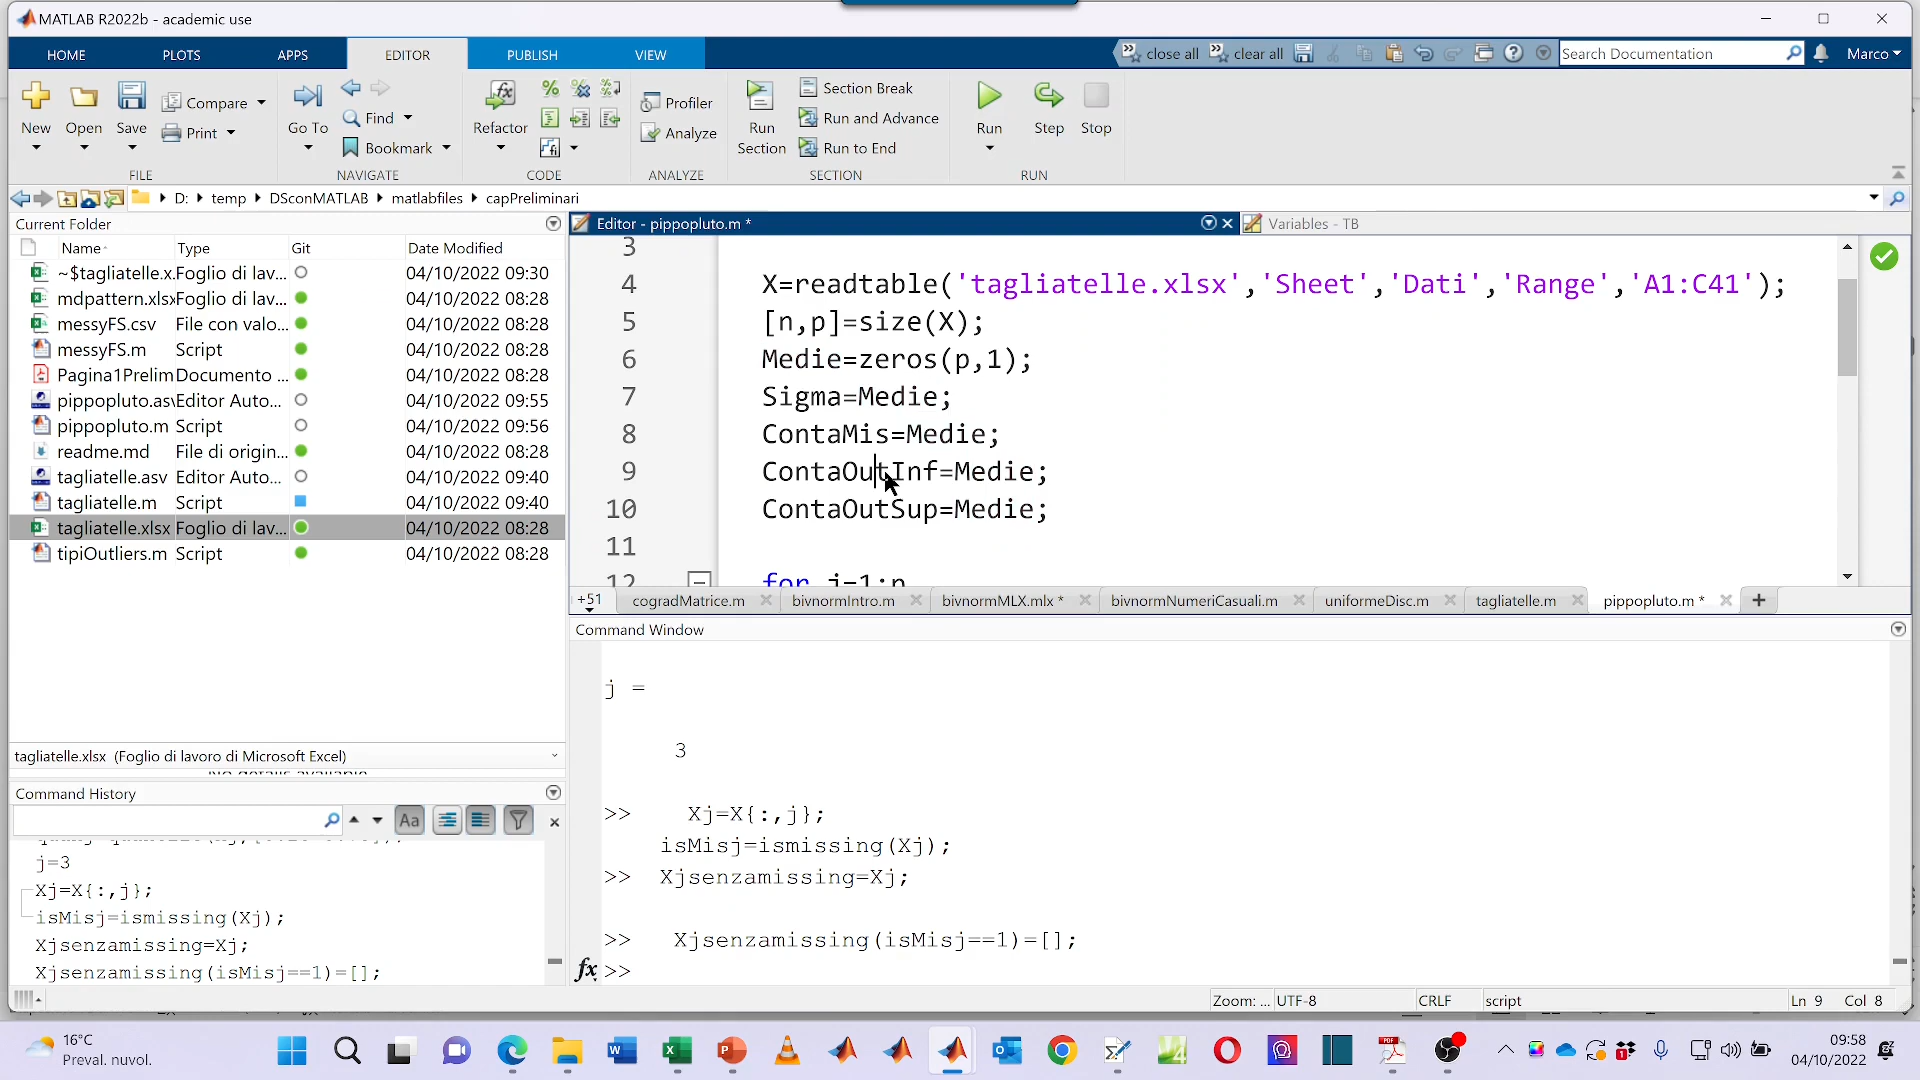 MATLAB R2022b - academic use
HOME PLOTS APPS EDITOR PUBLISH VIEW close all clear all Search Documentation Marco
New Open Save Compare Print
Go To Find Bookmark
Refactor
Profiler Analyze
Run Section Section Break Run and Advance Run to End
Run Step Stop
FILE NAVIGATE CODE ANALYZE SECTION RUN
D: temp DSconMATLAB matlabfiles capPreliminari
Current Folder
Name Type Git Date Modified
~$tagliatelle.x... Foglio di lav... 04/10/2022 09:30
mdpattern.xlsx Foglio di lav... 04/10/2022 08:28
messyFS.csv File con valo... 04/10/2022 08:28
messyFS.m Script 04/10/2022 08:28
Pagina1Prelim Documento ... 04/10/2022 08:28
pippopluto.asv Editor Auto... 04/10/2022 09:55
pippopluto.m Script 04/10/2022 09:56
readme.md File di origin... 04/10/2022 08:28
tagliatelle.asv Editor Auto... 04/10/2022 09:40
tagliatelle.m Script 04/10/2022 09:40
tagliatelle.xlsx Foglio di lav... 04/10/2022 08:28
tipiOutliers.m Script 04/10/2022 08:28
tagliatelle.xlsx (Foglio di lavoro di Microsoft Excel)
No details available
Command History
Aa
j=3
Xj=X{:,j};
isMisj=ismissing(Xj);
Xjsenzamissing=Xj;
Xjsenzamissing(isMisj==1)=[];
Editor - pippopluto.m *
Variables - TB
3
4 X=readtable('tagliatelle.xlsx','Sheet','Dati','Range','A1:C41');
5 [n,p]=size(X);
6 Medie=zeros(p,1);
7 Sigma=Medie;
8 ContaMis=Medie;
9 ContaOutInf=Medie;
10 ContaOutSup=Medie;
11
12 for j=1:p
+51 cogradMatrice.m bivnormIntro.m bivnormMLX.mlx * bivnormNumeriCasuali.m uniformeDisc.m tagliatelle.m pippopluto.m *
Command Window
j =
3
>> Xj=X{:,j};
isMisj=ismissing(Xj);
>> Xjsenzamissing=Xj;
>> Xjsenzamissing(isMisj==1)=[];
fx >>
Zoom: ... UTF-8 CRLF script Ln 9 Col 8
16°C
Preval. nuvol.
09:58
04/10/2022